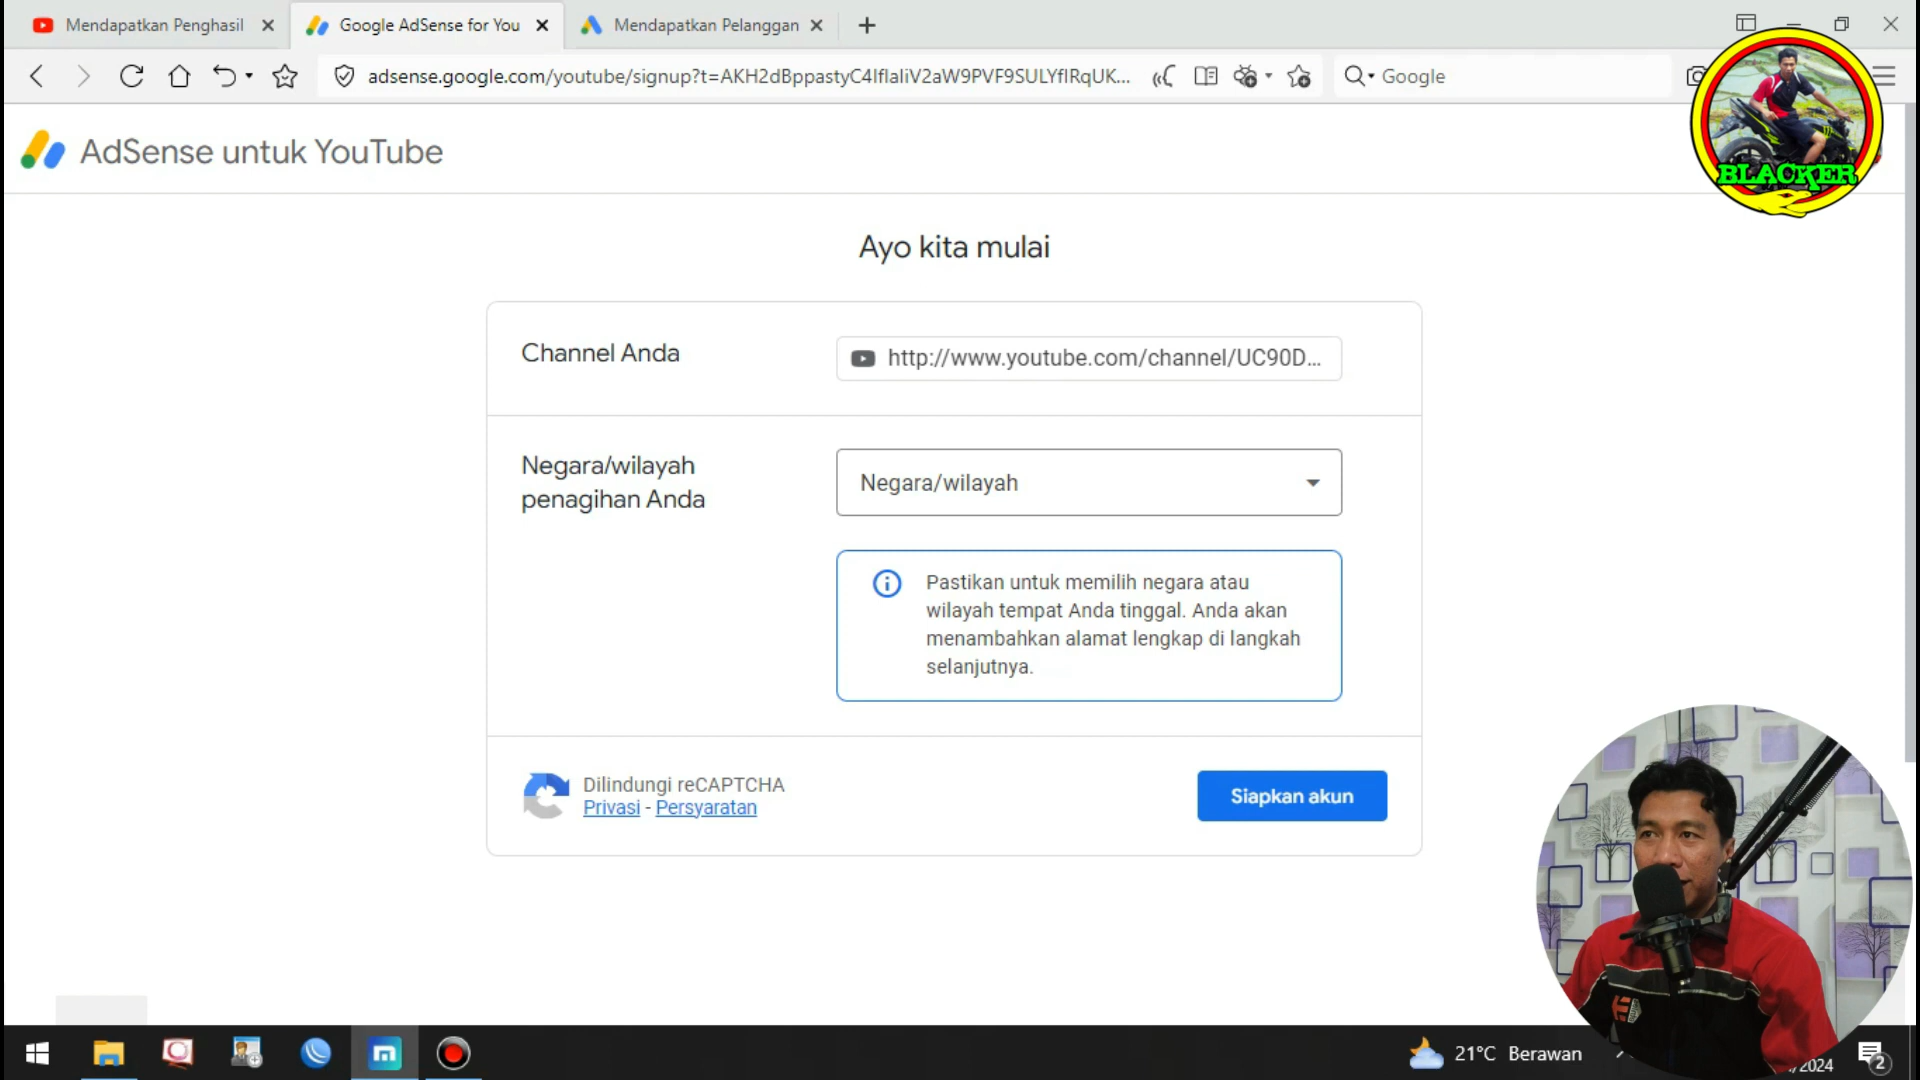 Mendapatkan Penghasil
Google AdSense for You
Mendapatkan Pelanggan
adsense.google.com/youtube/signup?t=AKH2dBppastyC4IfIaIiV2aW9PVF9SULYfIRqUK...
Google
BLACKER
AdSense untuk YouTube
Ayo kita mulai
Channel Anda
http://www.youtube.com/channel/UC90D...
Negara/wilayah
penagihan Anda
Negara/wilayah
Pastikan untuk memilih negara atau
wilayah tempat Anda tinggal. Anda akan
menambahkan alamat lengkap di langkah
selanjutnya.
Dilindungi reCAPTCHA
Privasi - Persyaratan
Siapkan akun
21°C Berawan
/2024
2